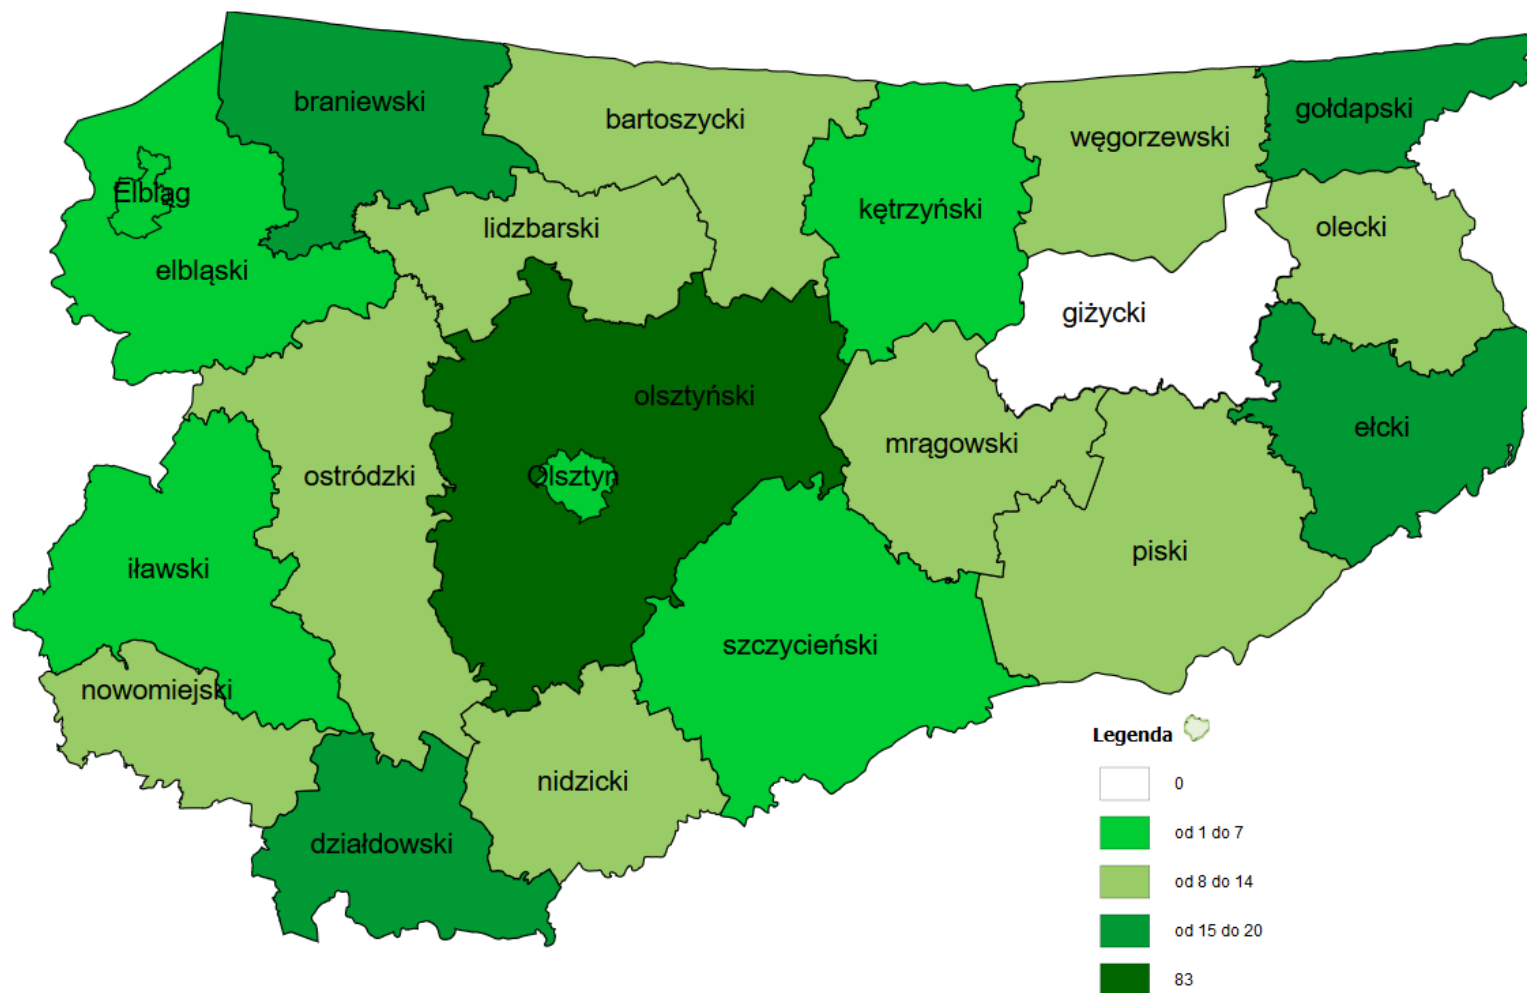 braniewski
bartoszycki
gołdapski
węgorzewski
Elbląg
kętrzyński
lidzbarski
olecki
elbląski
giżycki
olsztyński
ełcki
mrągowski
ostródzki
Olsztyn
piski
iławski
szczycieński
nowomiejski
nidzicki
działdowski
Legenda
0
od 1 do 7
od 8 do 14
od 15 do 20
83